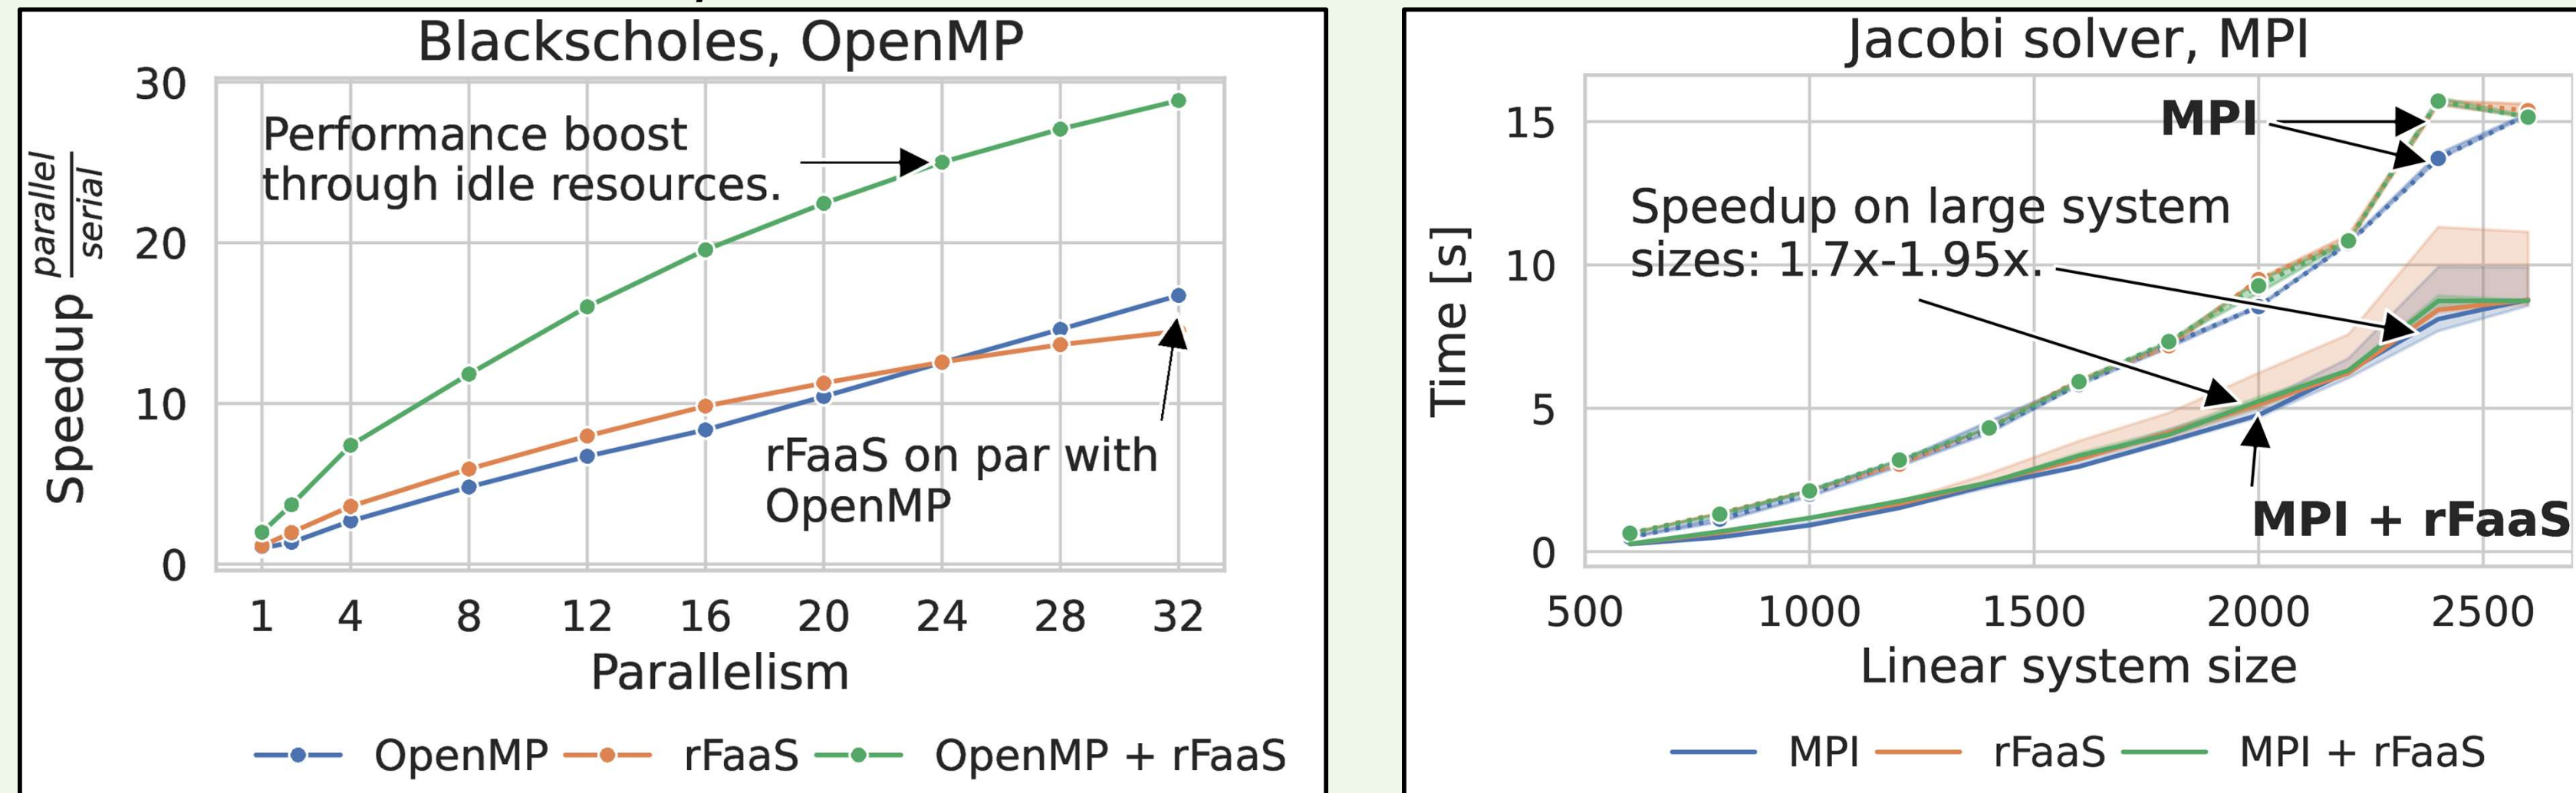 Blackscholes, OpenMP
30
20
10
0
Speedup parallel
serial
Performance boost
through idle resources.
rFaaS on par with
OpenMP
1 4 8 12 16 20 24 28 32
Parallelism
OpenMP rFaaS OpenMP + rFaaS
Jacobi solver, MPI
15
10
5
0
Time [s]
MPI
Speedup on large system
sizes: 1.7x-1.95x.
MPI + rFaaS
500 1000 1500 2000 2500
Linear system size
MPI rFaaS MPI + rFaaS